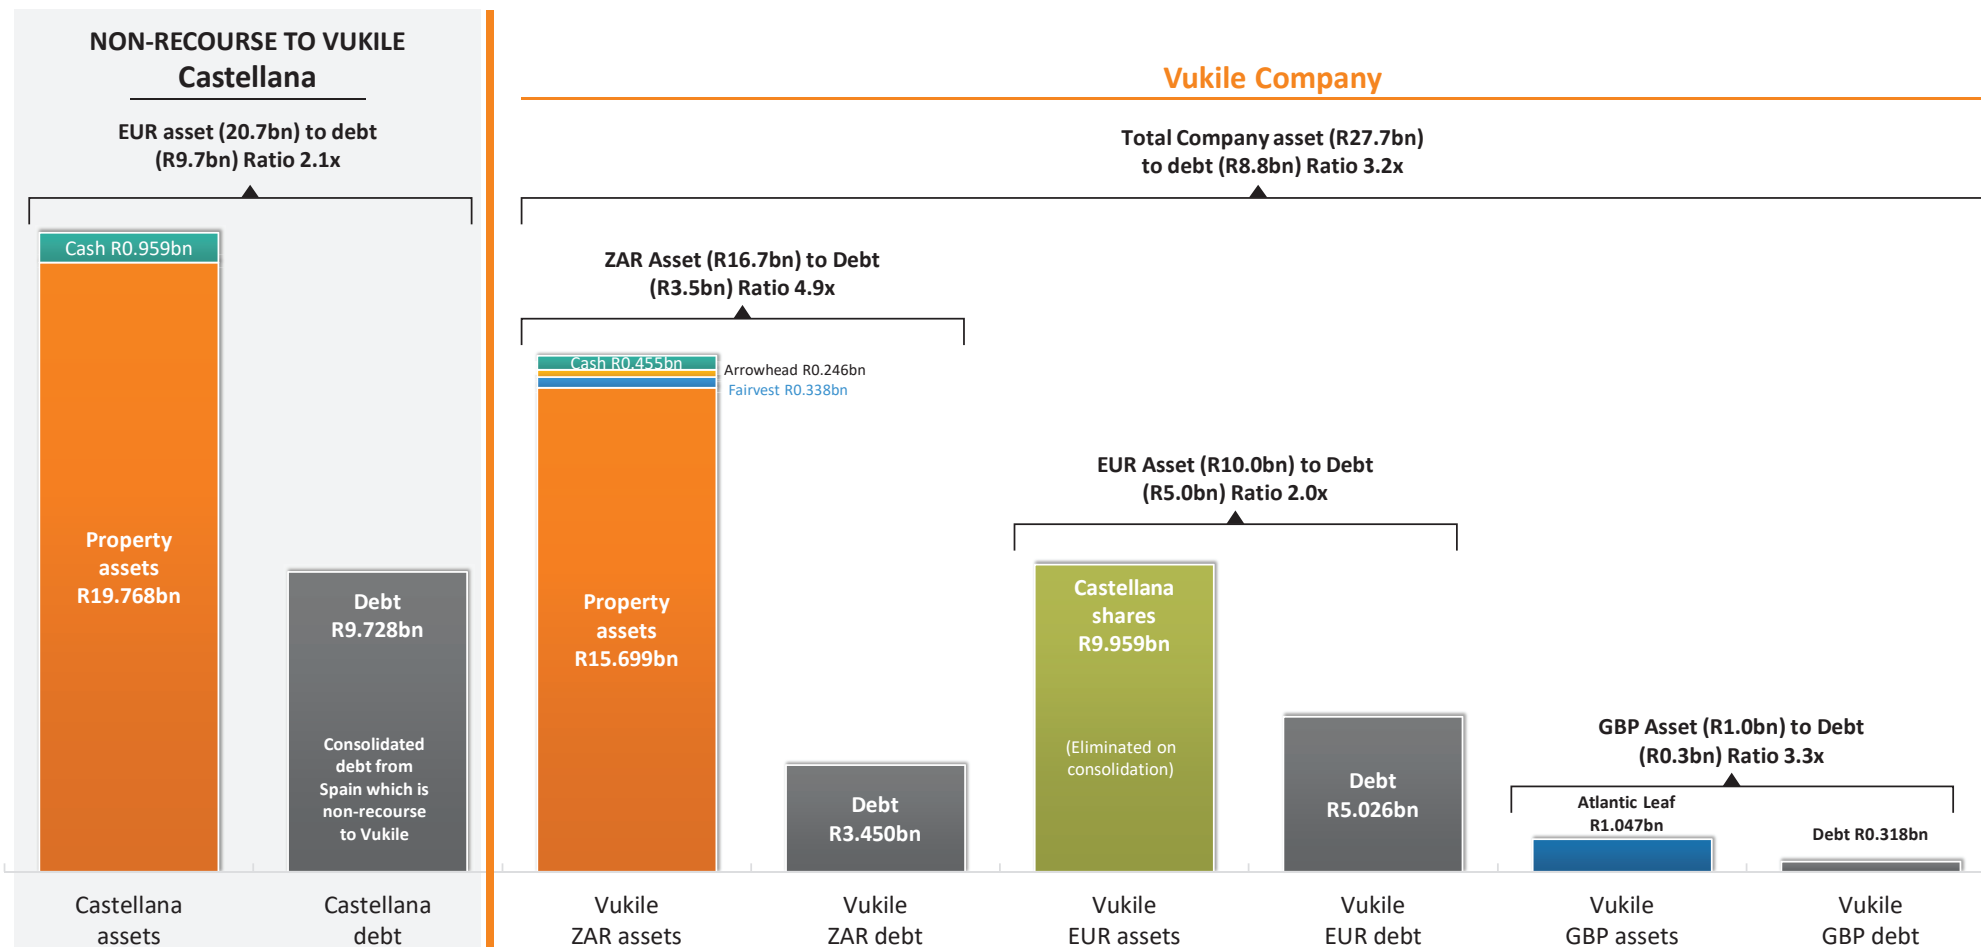 NON-RECOURSE TO VUKILE
Castellana
EUR asset (20.7bn) to debt
(R9.7bn) Ratio 2.1x
Cash R0.959bn
Property
assets
R19.768bn
Debt
R9.728bn
Consolidated
debt from
Spain which is
non-recourse
to Vukile
Castellana
assets
Castellana
debt
Vukile Company
Total Company asset (R27.7bn)
to debt (R8.8bn) Ratio 3.2x
ZAR Asset (R16.7bn) to Debt
(R3.5bn) Ratio 4.9x
Cash R0.455bn
Arrowhead R0.246bn
Fairvest R0.338bn
Property
assets
R15.699bn
Debt
R3.450bn
EUR Asset (R10.0bn) to Debt
(R5.0bn) Ratio 2.0x
Castellana
shares
R9.959bn
(Eliminated on
consolidation)
Debt
R5.026bn
GBP Asset (R1.0bn) to Debt
(R0.3bn) Ratio 3.3x
Atlantic Leaf
R1.047bn
Debt R0.318bn
Vukile
ZAR assets
Vukile
ZAR debt
Vukile
EUR assets
Vukile
EUR debt
Vukile
GBP assets
Vukile
GBP debt